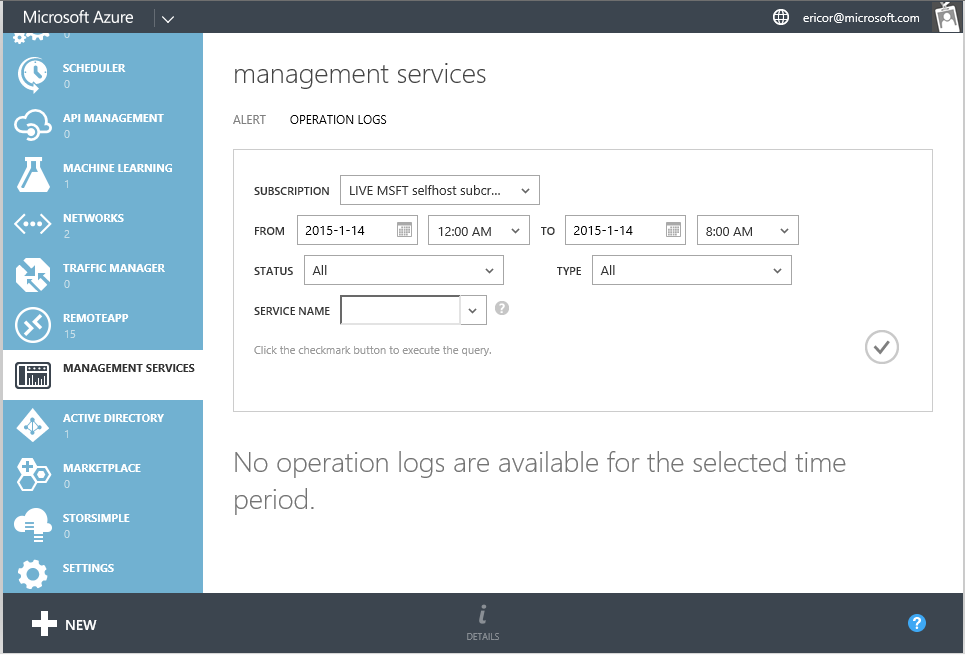 Microsoft Azure
ericor@microsoft.com
0
SCHEDULER
0
API MANAGEMENT
0
MACHINE LEARNING
1
NETWORKS
2
TRAFFIC MANAGER
0
REMOTEAPP
15
MANAGEMENT SERVICES
ACTIVE DIRECTORY
1
MARKETPLACE
0
STORSIMPLE
0
SETTINGS
management services
ALERT OPERATION LOGS
SUBSCRIPTION LIVE MSFT selfhost subcr...
FROM 2015-1-14 12:00 AM TO 2015-1-14 8:00 AM
STATUS All TYPE All
SERVICE NAME ?
Click the checkmark button to execute the query.
No operation logs are available for the selected time
period.
NEW
i
DETAILS
?